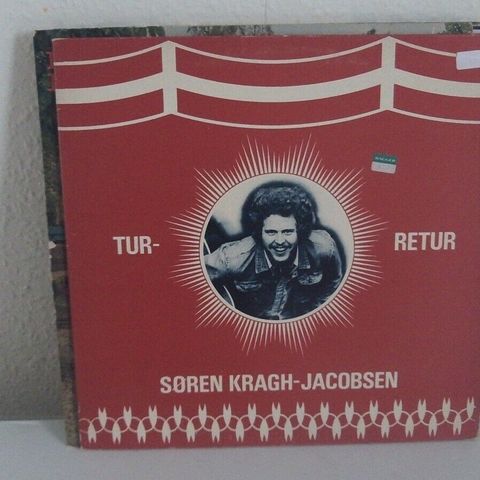 TUR-
RETUR
SØREN KRAGH-JACOBSEN